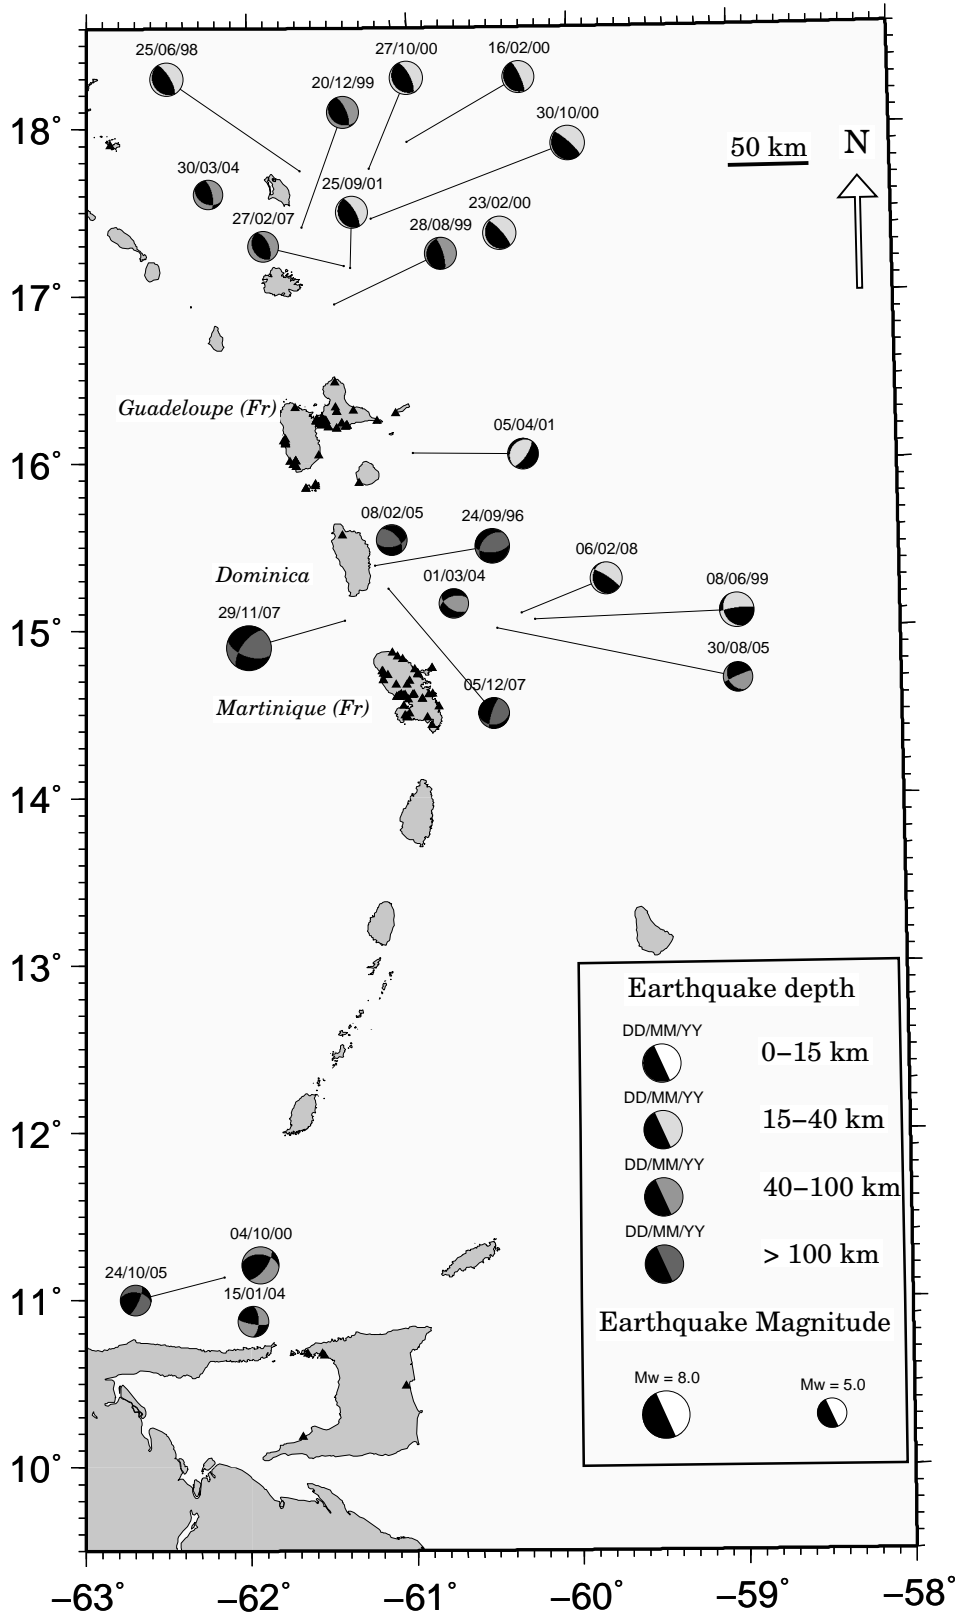 25/06/98
27/10/00
16/02/00
20/12/99
30/10/00
18°
50 km
N
30/03/04
25/09/01
27/02/07
28/08/99
23/02/00
17°
Guadeloupe (Fr)
05/04/01
16°
08/02/05
24/09/96
06/02/08
Dominica
01/03/04
08/06/99
29/11/07
15°
30/08/05
05/12/07
Martinique (Fr)
14°
13°
Earthquake depth
DD/MM/YY
0–15 km
DD/MM/YY
15–40 km
12°
DD/MM/YY
40–100 km
DD/MM/YY
> 100 km
04/10/00
24/10/05
15/01/04
11°
Earthquake Magnitude
Mw = 8.0
Mw = 5.0
10°
−63° −62° −61° −60° −59° −58°